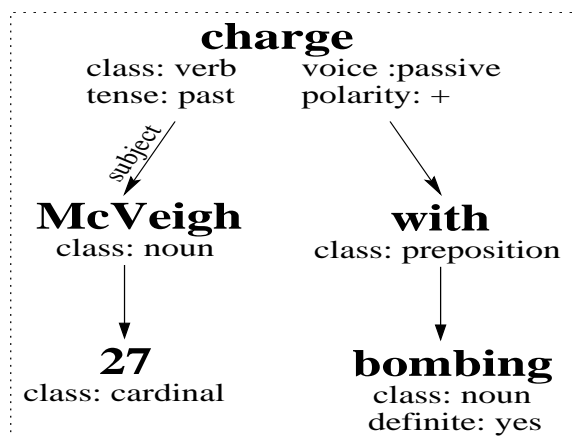 charge
class: verb voice :passive
tense: past polarity: +
subject
McVeigh with
class: noun class: preposition
27 bombing
class: cardinal class: noun
definite: yes